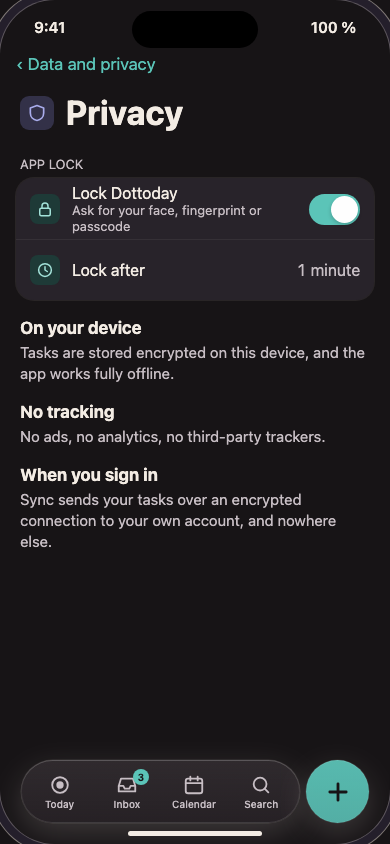 9:41
100 %
‹ Data and privacy
Privacy
APP LOCK
Lock Dottoday
Ask for your face, fingerprint or
passcode
Lock after
1 minute
On your device
Tasks are stored encrypted on this device, and the
app works fully offline.
No tracking
No ads, no analytics, no third-party trackers.
When you sign in
Sync sends your tasks over an encrypted
connection to your own account, and nowhere
else.
3
Today
Inbox
Calendar
Search